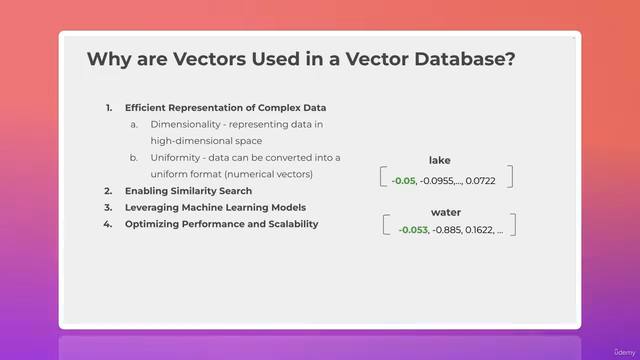 Why are Vectors Used in a Vector Database?
1. Efficient Representation of Complex Data
a. Dimensionality - representing data in
high-dimensional space
b. Uniformity - data can be converted into a
uniform format (numerical vectors)
2. Enabling Similarity Search
3. Leveraging Machine Learning Models
4. Optimizing Performance and Scalability
lake
-0.05, -0.0955,..., 0.0722
water
-0.053, -0.885, 0.1622, ...
ûdemy